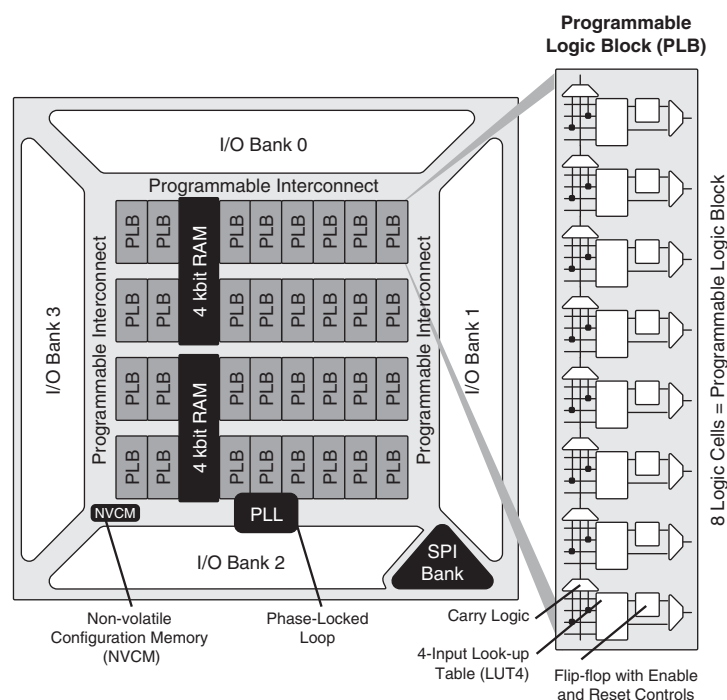 Programmable
Logic Block (PLB)
I/O Bank 0
Programmable Interconnect
I/O Bank 3
Programmable Interconnect
PLB PLB PLB PLB PLB PLB PLB PLB
4 kbit RAM
PLB PLB PLB PLB PLB PLB PLB PLB
PLB PLB PLB PLB PLB PLB PLB PLB
4 kbit RAM
PLB PLB PLB PLB PLB PLB PLB PLB
Programmable Interconnect
I/O Bank 1
8 Logic Cells = Programmable Logic Block
NVCM
PLL
I/O Bank 2
SPI
Bank
Non-volatile
Configuration Memory
(NVCM)
Phase-Locked
Loop
Carry Logic
4-Input Look-up
Table (LUT4)
Flip-flop with Enable
and Reset Controls